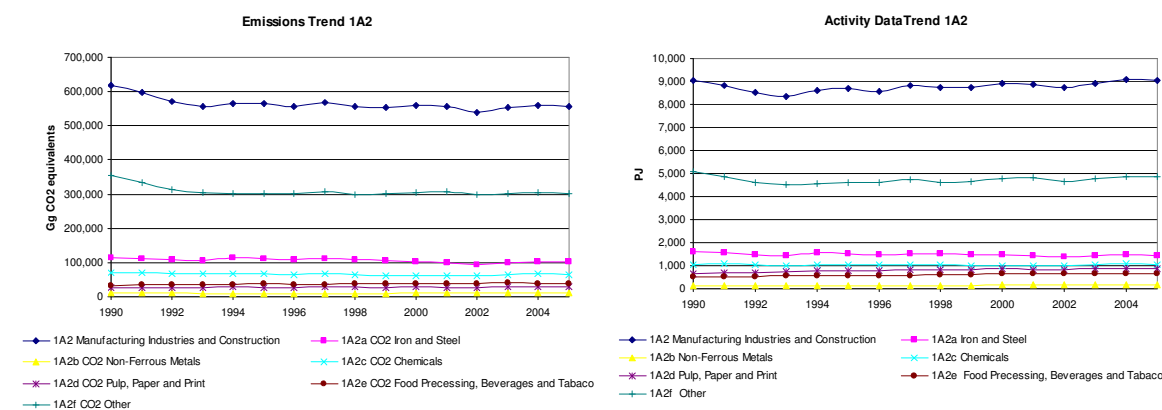 Emissions Trend 1A2
700,000
600,000
500,000
400,000
300,000
200,000
100,000
0
Gg CO2 equivalents
1990 1992 1994 1996 1998 2000 2002 2004
1A2 Manufacturing Industries and Construction 1A2a CO2 Iron and Steel
1A2b CO2 Non-Ferrous Metals 1A2c CO2 Chemicals
1A2d CO2 Pulp, Paper and Print 1A2e CO2 Food Precessing, Beverages and Tabaco
1A2f CO2 Other
Activity DataTrend 1A2
10,000
9,000
8,000
7,000
6,000
5,000
4,000
3,000
2,000
1,000
0
PJ
1990 1992 1994 1996 1998 2000 2002 2004
1A2 Manufacturing Industries and Construction 1A2a Iron and Steel
1A2b Non-Ferrous Metals 1A2c Chemicals
1A2d Pulp, Paper and Print 1A2e Food Precessing, Beverages and Tabaco
1A2f Other